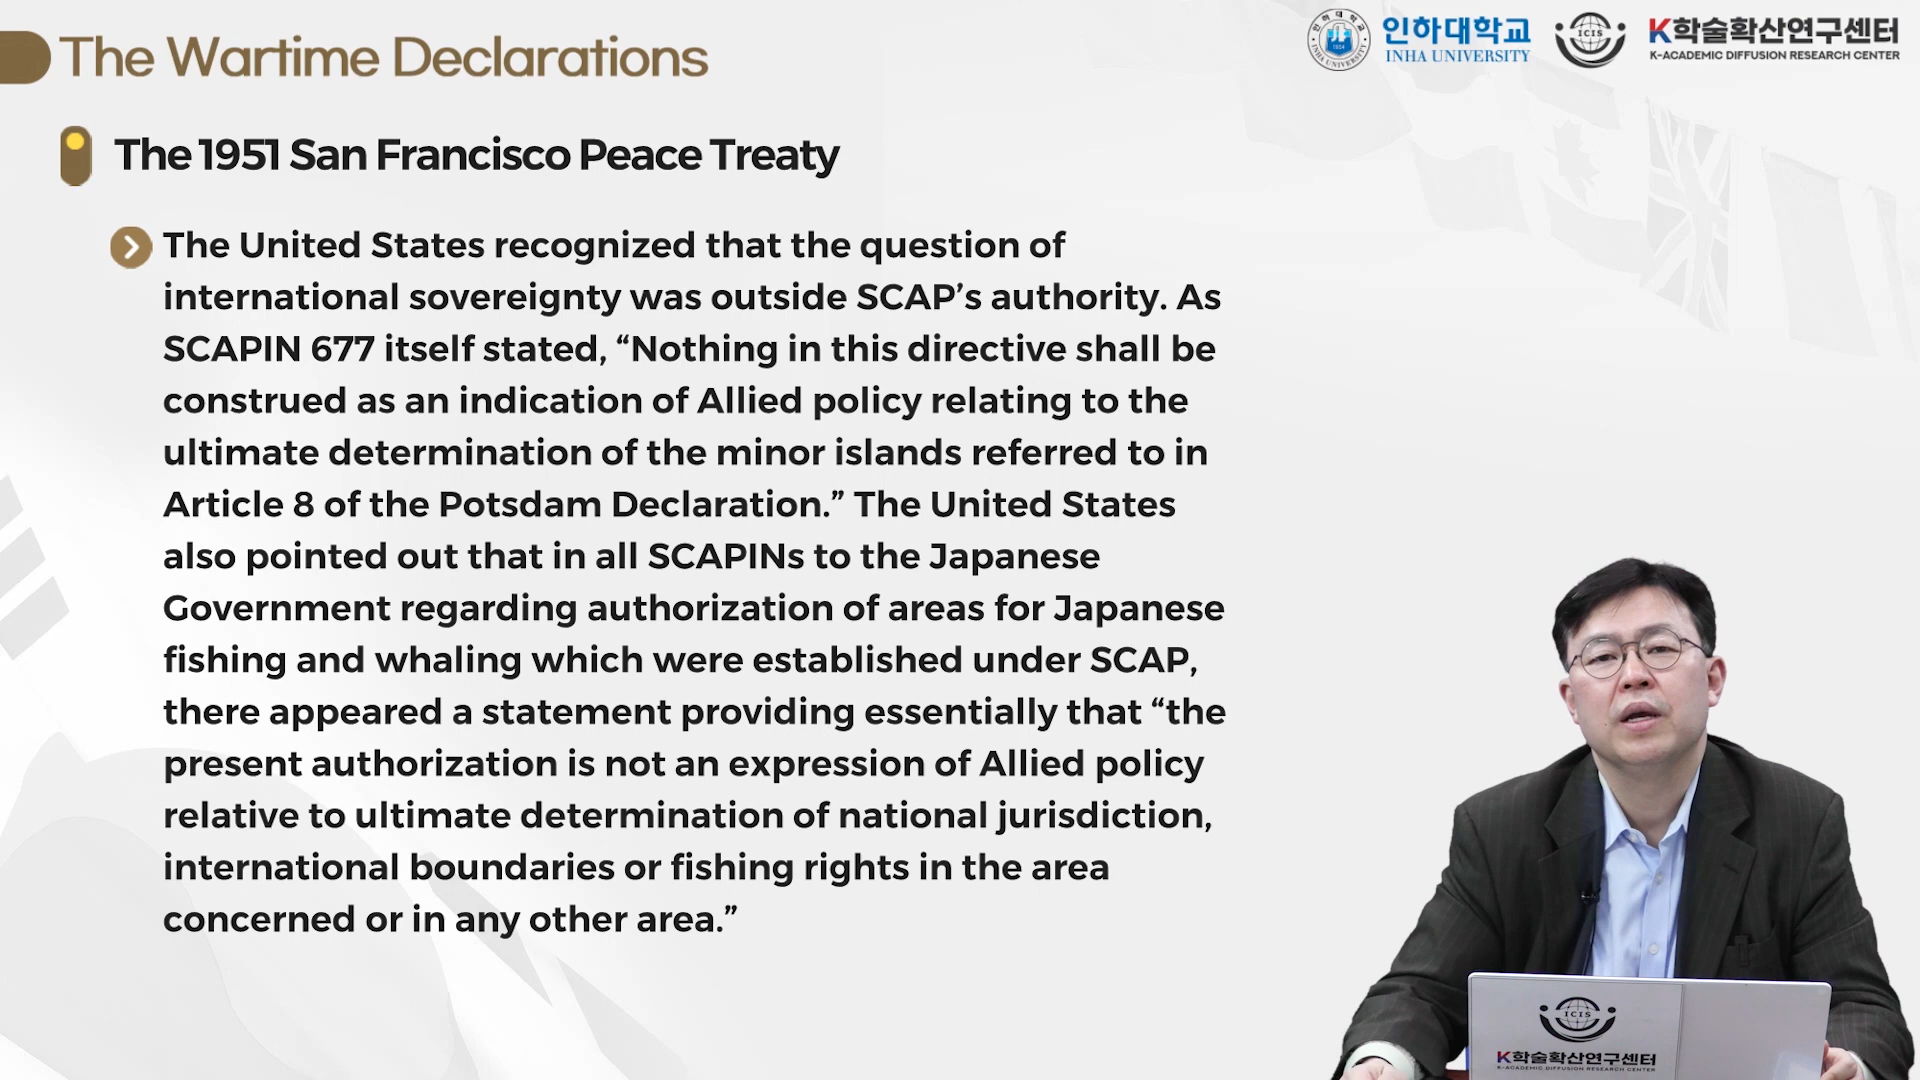 The Wartime Declarations
인하대학교
INHA UNIVERSITY
ICIS
K학술확산연구센터
K-ACADEMIC DIFFUSION RESEARCH CENTER
The 1951 San Francisco Peace Treaty
The United States recognized that the question of
international sovereignty was outside SCAP’s authority. As
SCAPIN 677 itself stated, “Nothing in this directive shall be
construed as an indication of Allied policy relating to the
ultimate determination of the minor islands referred to in
Article 8 of the Potsdam Declaration.” The United States
also pointed out that in all SCAPINs to the Japanese
Government regarding authorization of areas for Japanese
fishing and whaling which were established under SCAP,
there appeared a statement providing essentially that “the
present authorization is not an expression of Allied policy
relative to ultimate determination of national jurisdiction,
international boundaries or fishing rights in the area
concerned or in any other area.”
ICIS
K학술확산연구센터
K-ACADEMIC DIFFUSION RESEARCH CENTER